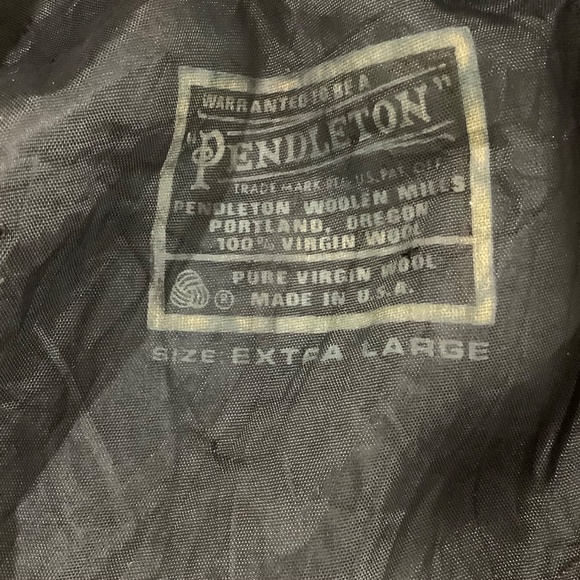 WARRANTED TO BE A
"PENDLETON"
TRADE MARK REG. U.S. PAT. OFF.
PENDLETON WOOLEN MILLS
PORTLAND, OREGON
100% VIRGIN WOOL
PURE VIRGIN WOOL
® MADE IN U.S.A.
SIZE EXTRA LARGE